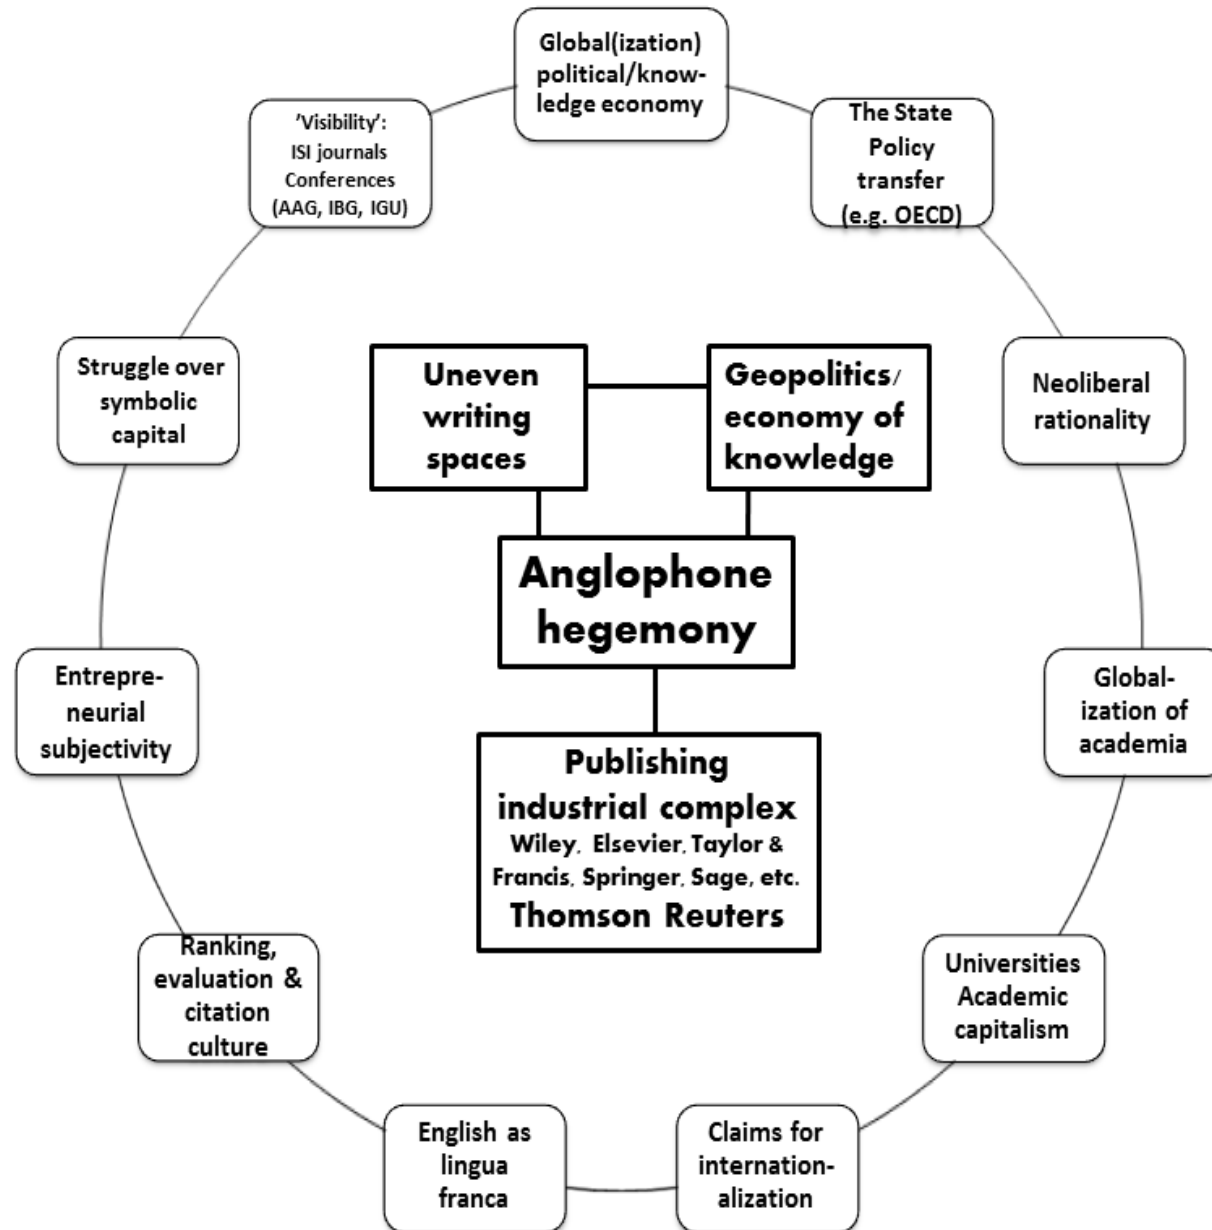 Global(ization)
political/know-
ledge economy
The State
Policy
transfer
(e.g. OECD)
Neoliberal
rationality
Global-
ization of
academia
Universities
Academic
capitalism
Claims for
internation-
alization
English as
lingua
franca
Ranking,
evaluation &
citation
culture
Entrepre-
neurial
subjectivity
Struggle over
symbolic
capital
'Visibility':
ISI journals
Conferences
(AAG, IBG, IGU)
Uneven
writing
spaces
Geopolitics/
economy of
knowledge
Anglophone
hegemony
Publishing
industrial complex
Wiley, Elsevier, Taylor &
Francis, Springer, Sage, etc.
Thomson Reuters